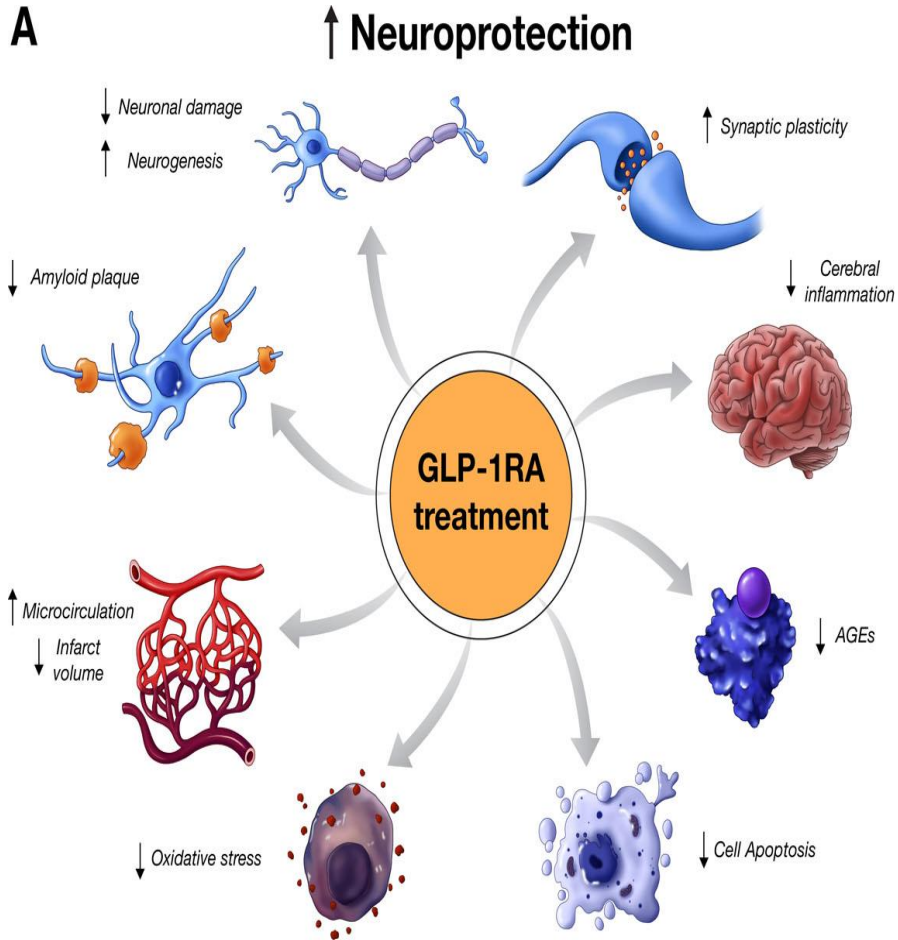 A
↑ Neuroprotection
↓ Neuronal damage
↑ Neurogenesis
↑ Synaptic plasticity
↓ Amyloid plaque
↓ Cerebral
inflammation
GLP-1RA
treatment
↑ Microcirculation
↓ Infarct
volume
↓ AGEs
↓ Oxidative stress
↓ Cell Apoptosis